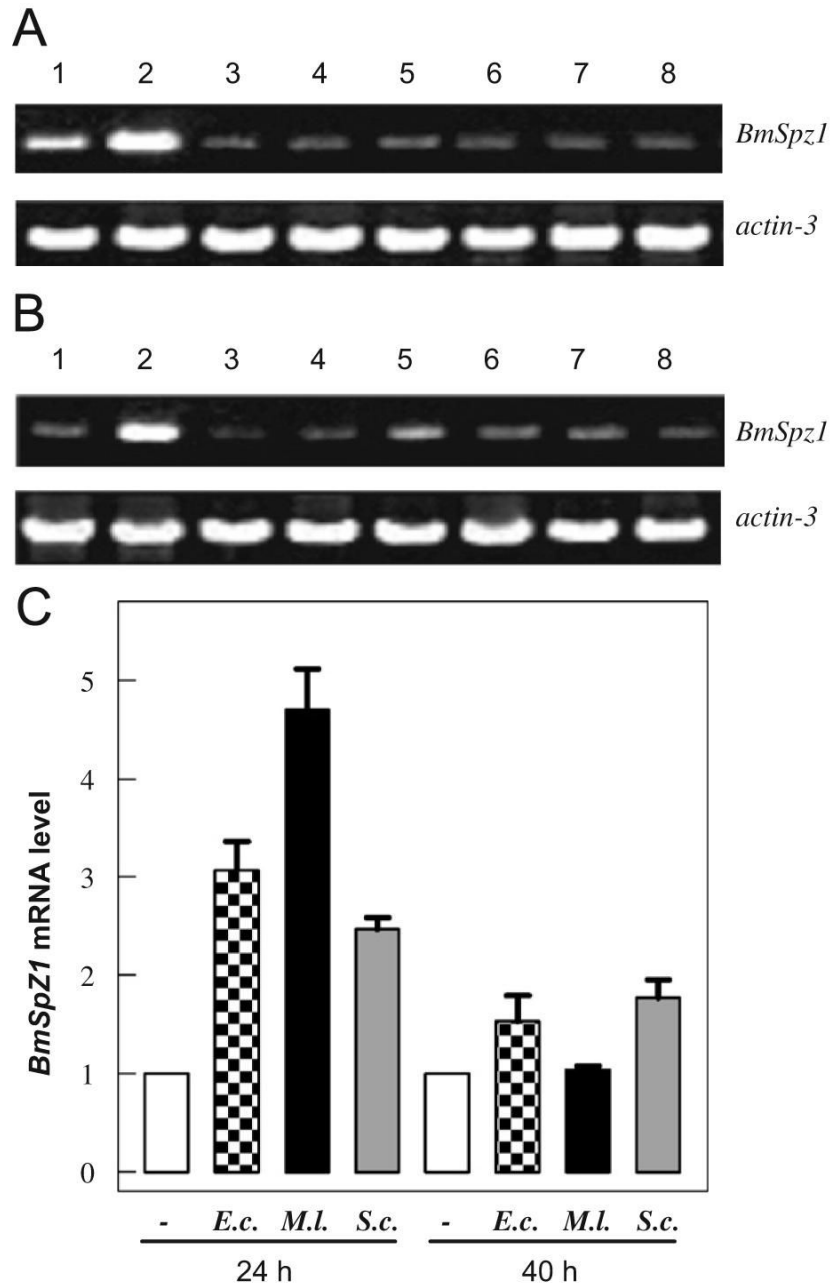 A
1 2 3 4 5 6 7 8
BmSpz1
actin-3
B
1 2 3 4 5 6 7 8
BmSpz1
actin-3
C
5
4
3
2
1
0
BmSpZ1 mRNA level
- E.c. M.l. S.c. - E.c. M.l. S.c.
24 h 40 h